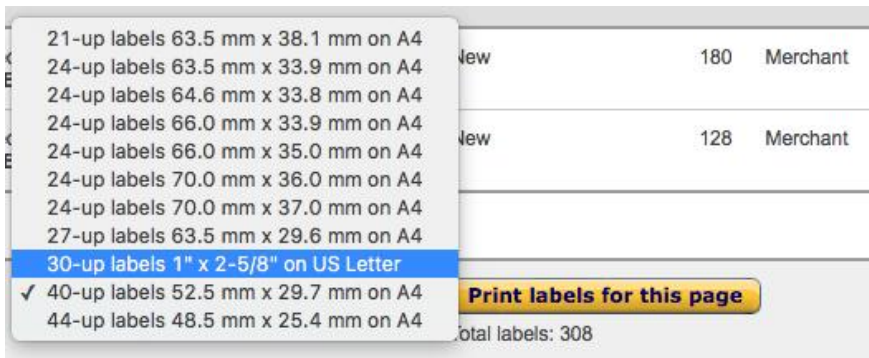 21-up labels 63.5 mm x 38.1 mm on A4
24-up labels 63.5 mm x 33.9 mm on A4
New 180 Merchant
24-up labels 64.6 mm x 33.8 mm on A4
24-up labels 66.0 mm x 33.9 mm on A4
24-up labels 66.0 mm x 35.0 mm on A4
New 128 Merchant
24-up labels 70.0 mm x 36.0 mm on A4
24-up labels 70.0 mm x 37.0 mm on A4
27-up labels 63.5 mm x 29.6 mm on A4
30-up labels 1" x 2-5/8" on US Letter
✓ 40-up labels 52.5 mm x 29.7 mm on A4
Print labels for this page
44-up labels 48.5 mm x 25.4 mm on A4
Total labels: 308